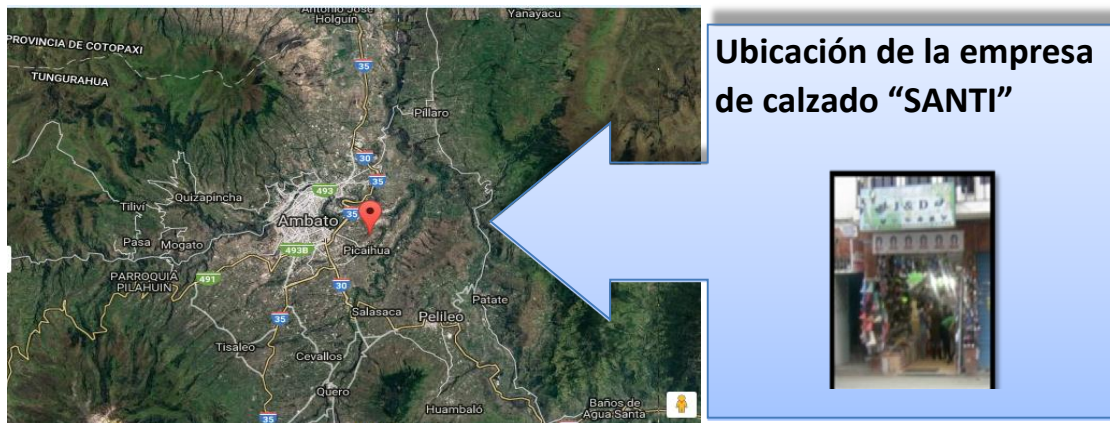 Antonio José
Holguín
Yanayacu
PROVINCIA DE COTOPAXI
TUNGURAHUA
35
Píllaro
30
35
Quizapincha
493
Tiliví
Ambato
35
Pasa
Mogato
493B
Picaihua
PARROQUIA
PILAHUIN
491
30
Patate
Salasaca
Pelileo
35
Tisaleo
Cevallos
Quero
Huambaló
Baños de
Agua Santa
35
Ubicación de la empresa
de calzado “SANTI”
I & D